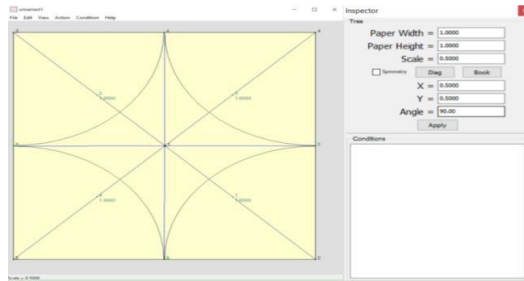 unnamed1
Inspector
File Edit View Action Condition Help
Tree
Paper Width = 1.0000
Paper Height = 1.0000
Scale = 0.5000
Symmetry Diag Book
X = 0.5000
Y = 0.5000
Angle = 90.00
Apply
Conditions
1.0000
1.0000
1.0000
1.0000
Scale = 0.5000